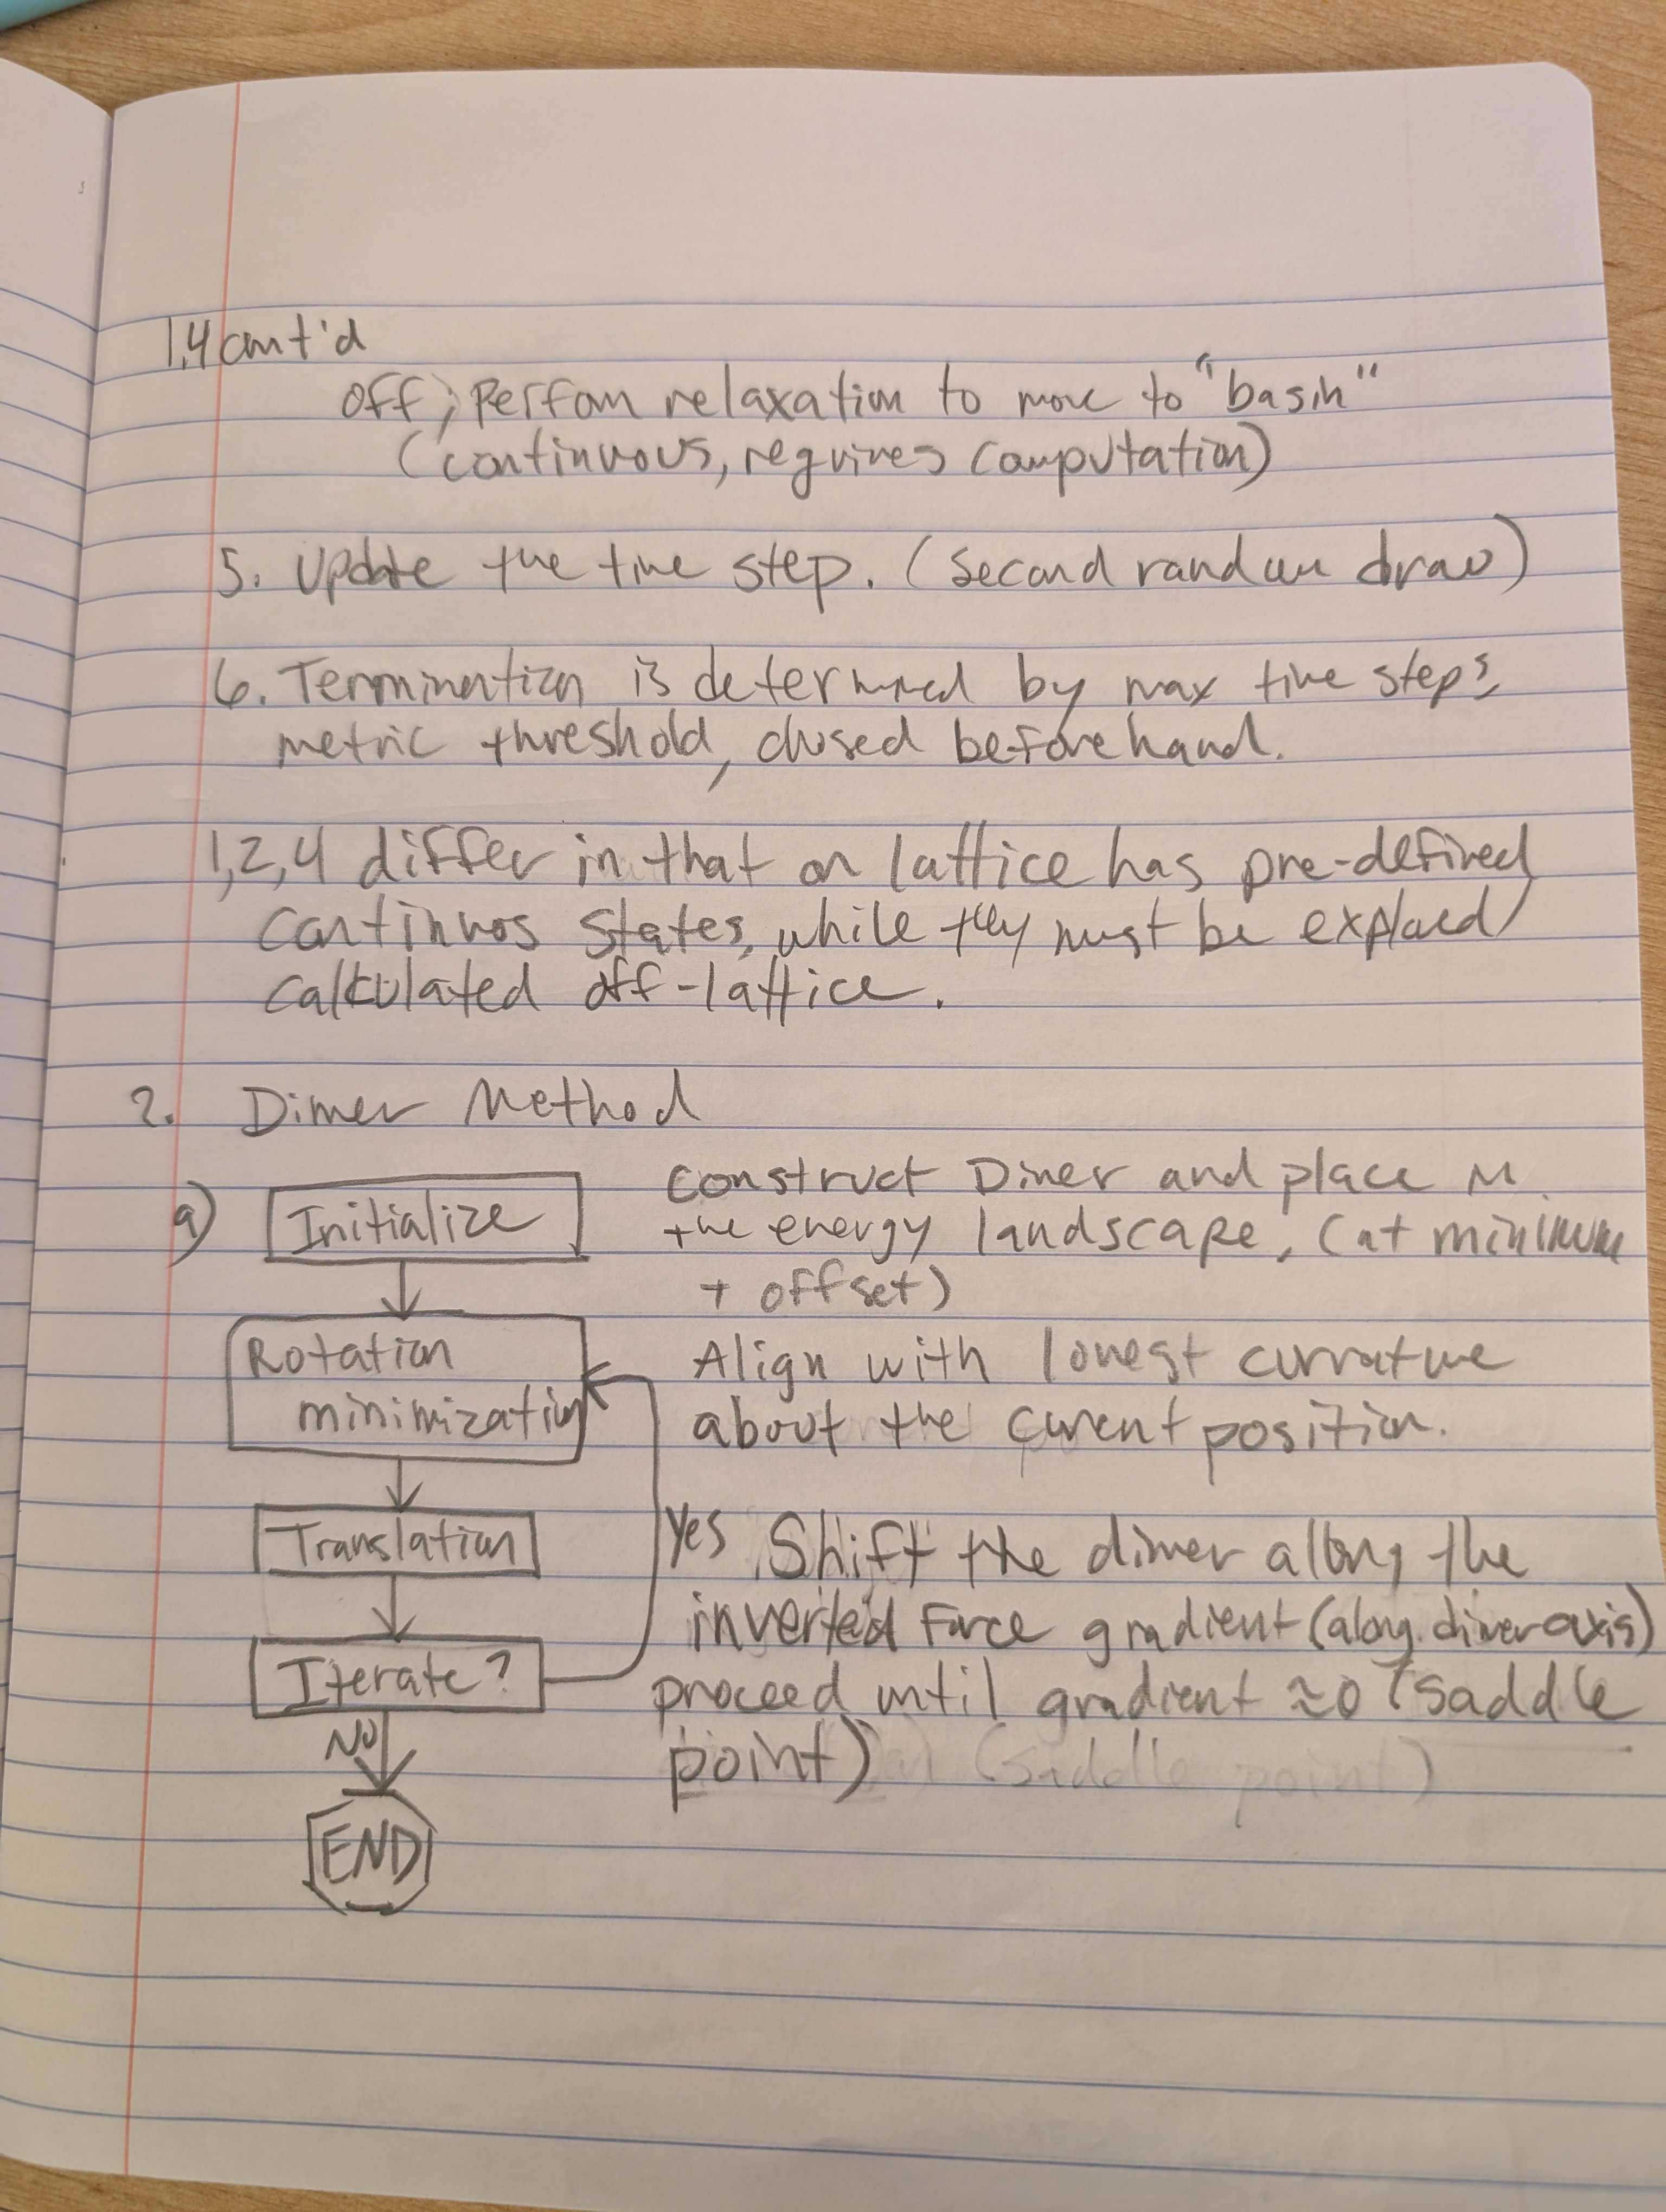 1.4 cont'd
off; Perfom relaxation to move to "basin"
(continuous, requires computation)
5. Update the time step. (second random draw)
6. Termination is determined by max time steps,
metric threshold, chosed beforehand.
1,2,4 differ in that on lattice has pre-defined
continuos states, while they must be explored/
calculated off-lattice.
2. Dimer Method
a) Initialize
Construct Dimer and place in
the energy landscape, (at minimum
+ offset)
Rotation
minimization
Align with lowest curvature
about the current position.
Translation
Yes Shift the dimer along the
inverted Force gradient (along dimer axis)
Iterate?
proceed until gradient ≈0 (saddle
point) (saddle point)
NO
END